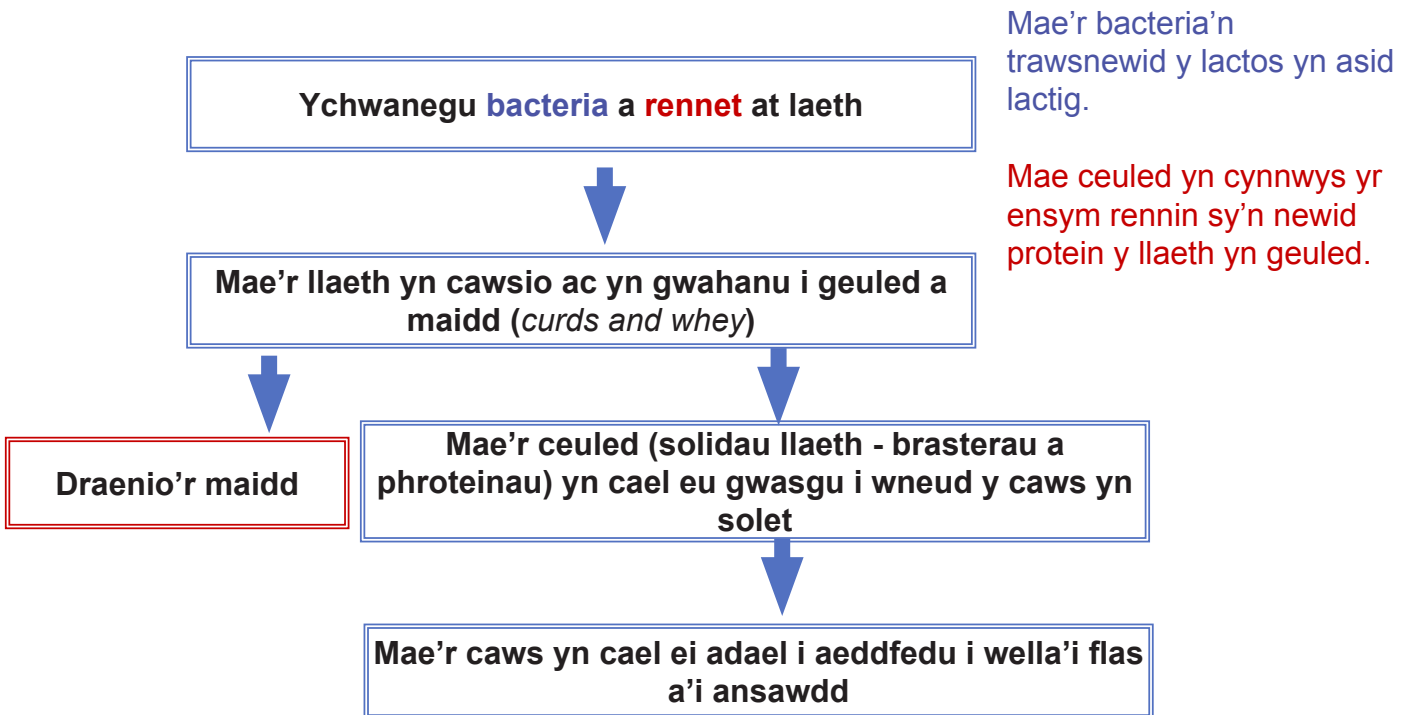 Mae'r bacteria'n
trawsnewid y lactos yn asid
lactig.
Ychwanegu bacteria a rennet at laeth
Mae ceuled yn cynnwys yr
ensym rennin sy'n newid
protein y llaeth yn geuled.
Mae'r llaeth yn cawsio ac yn gwahanu i geuled a
maidd (curds and whey)
Draenio'r maidd
Mae'r ceuled (solidau llaeth - brasterau a
phroteinau) yn cael eu gwasgu i wneud y caws yn
solet
Mae'r caws yn cael ei adael i aeddfedu i wella'i flas
a'i ansawdd